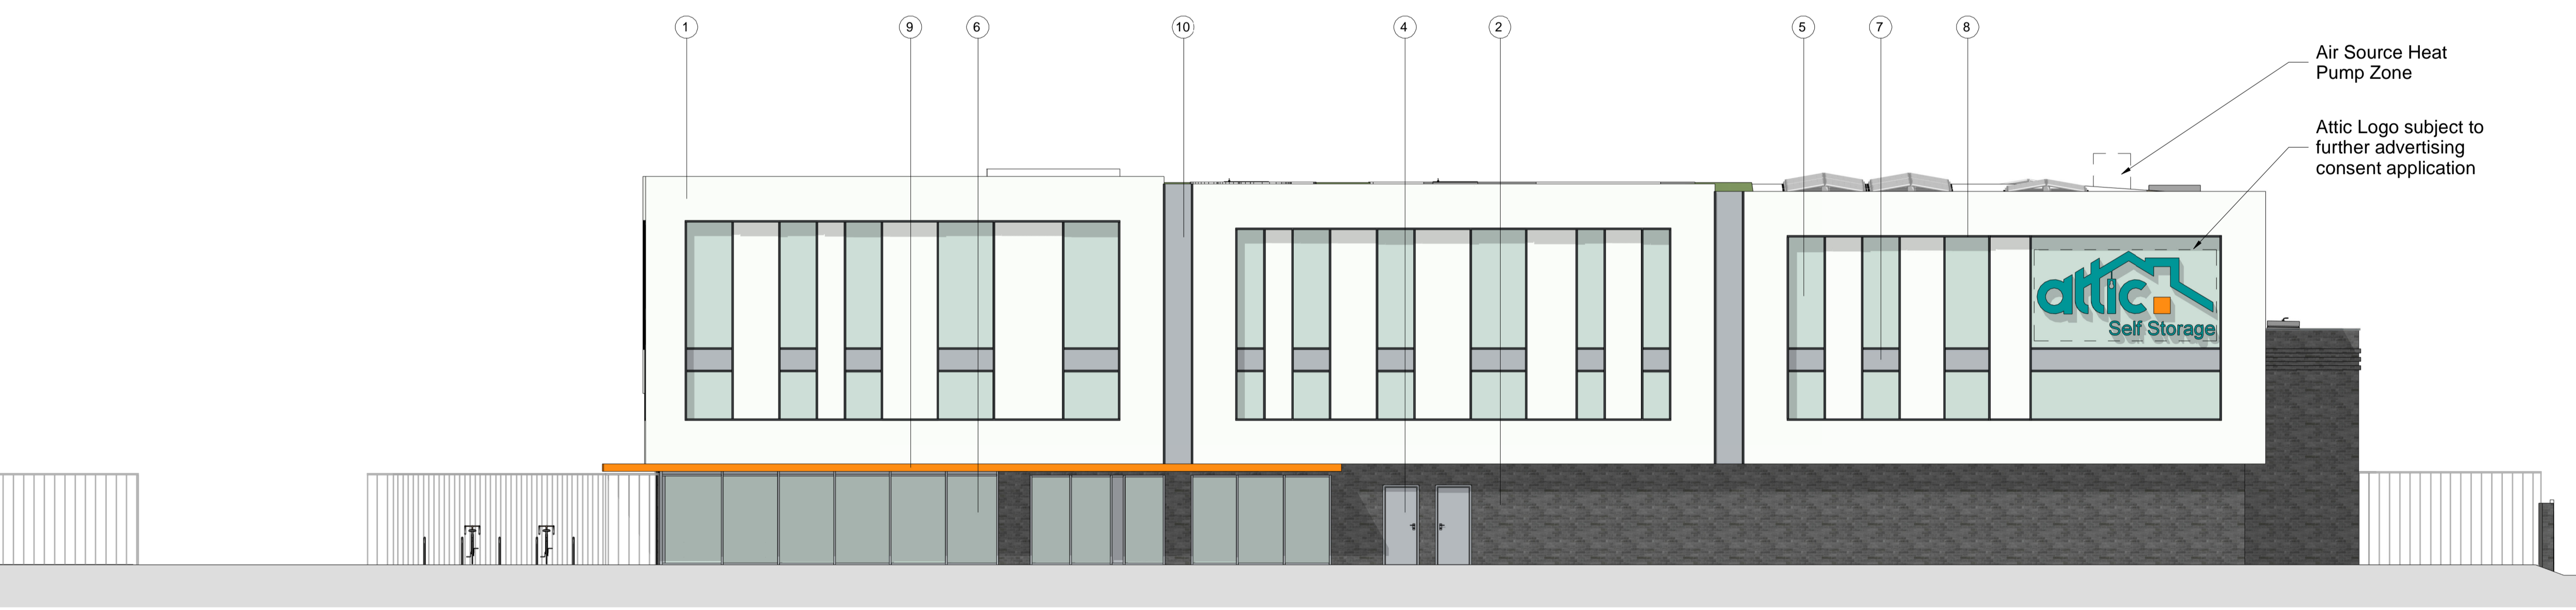 1
9
6
10
4
2
5
7
8
Air Source Heat
Pump Zone
Attic Logo subject to
further advertising
consent application
attic
Self Storage